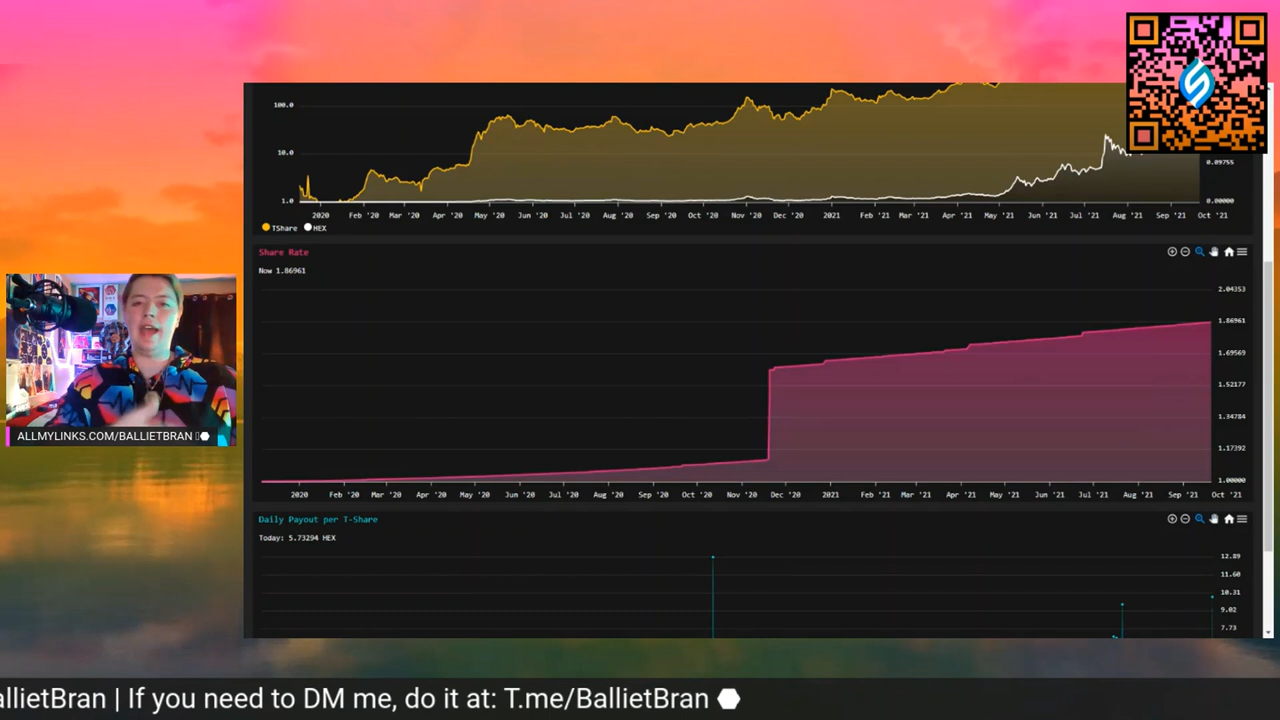 100.0
10.0
1.0
0.09755
0.00000
2020 Feb '20 Mar '20 Apr '20 May '20 Jun '20 Jul '20 Aug '20 Sep '20 Oct '20 Nov '20 Dec '20 2021 Feb '21 Mar '21 Apr '21 May '21 Jun '21 Jul '21 Aug '21 Sep '21 Oct '21
TShare HEX
Share Rate
Now 1.86961
2.04353
1.86961
1.69569
1.52177
1.34784
1.17392
1.00000
2020 Feb '20 Mar '20 Apr '20 May '20 Jun '20 Jul '20 Aug '20 Sep '20 Oct '20 Nov '20 Dec '20 2021 Feb '21 Mar '21 Apr '21 May '21 Jun '21 Jul '21 Aug '21 Sep '21 Oct '21
ALLMYLINKS.COM/BALLIETBRAN
Daily Payout per T-Share
Today: 5.73294 HEX
12.89
11.60
10.31
9.02
7.73
allietBran | If you need to DM me, do it at: T.me/BallietBran